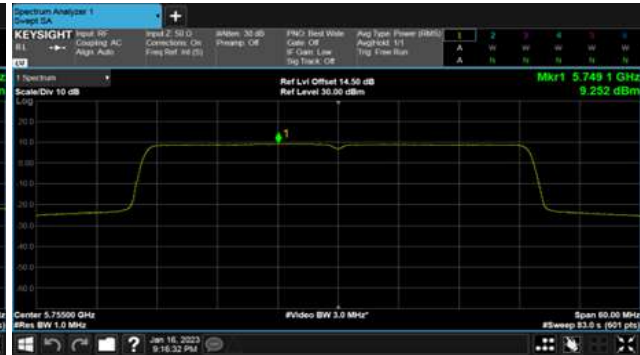 Spectrum Analyzer 1
Swept SA
+
KEYSIGHT
RL
Input: RF
Coupling: AC
Align: Auto
Input Z: 50 Ω
Corrections: On
Freq Ref: Int (S)
#Atten: 30 dB
Preamp: Off
PNO: Best Wide
Gate: Off
IF Gain: Low
Sig Track: Off
Avg Type: Power (RMS)
Avg|Hold: 1/1
Trig: Free Run
1 2 3 4 5 6
A W W W W W
A N N N N N
1 Spectrum
Scale/Div 10 dB
Ref Lvl Offset 14.50 dB
Ref Level 30.00 dBm
Mkr1 5.749 1 GHz
9.252 dBm
Log
20.0
10.0
0.00
-10.0
-20.0
-30.0
-40.0
-50.0
-60.0
1
Center 5.75500 GHz
#Res BW 1.0 MHz
#Video BW 3.0 MHz*
Span 60.00 MHz
#Sweep 83.0 s (601 pts)
?
Jan 16, 2023
9:16:32 PM